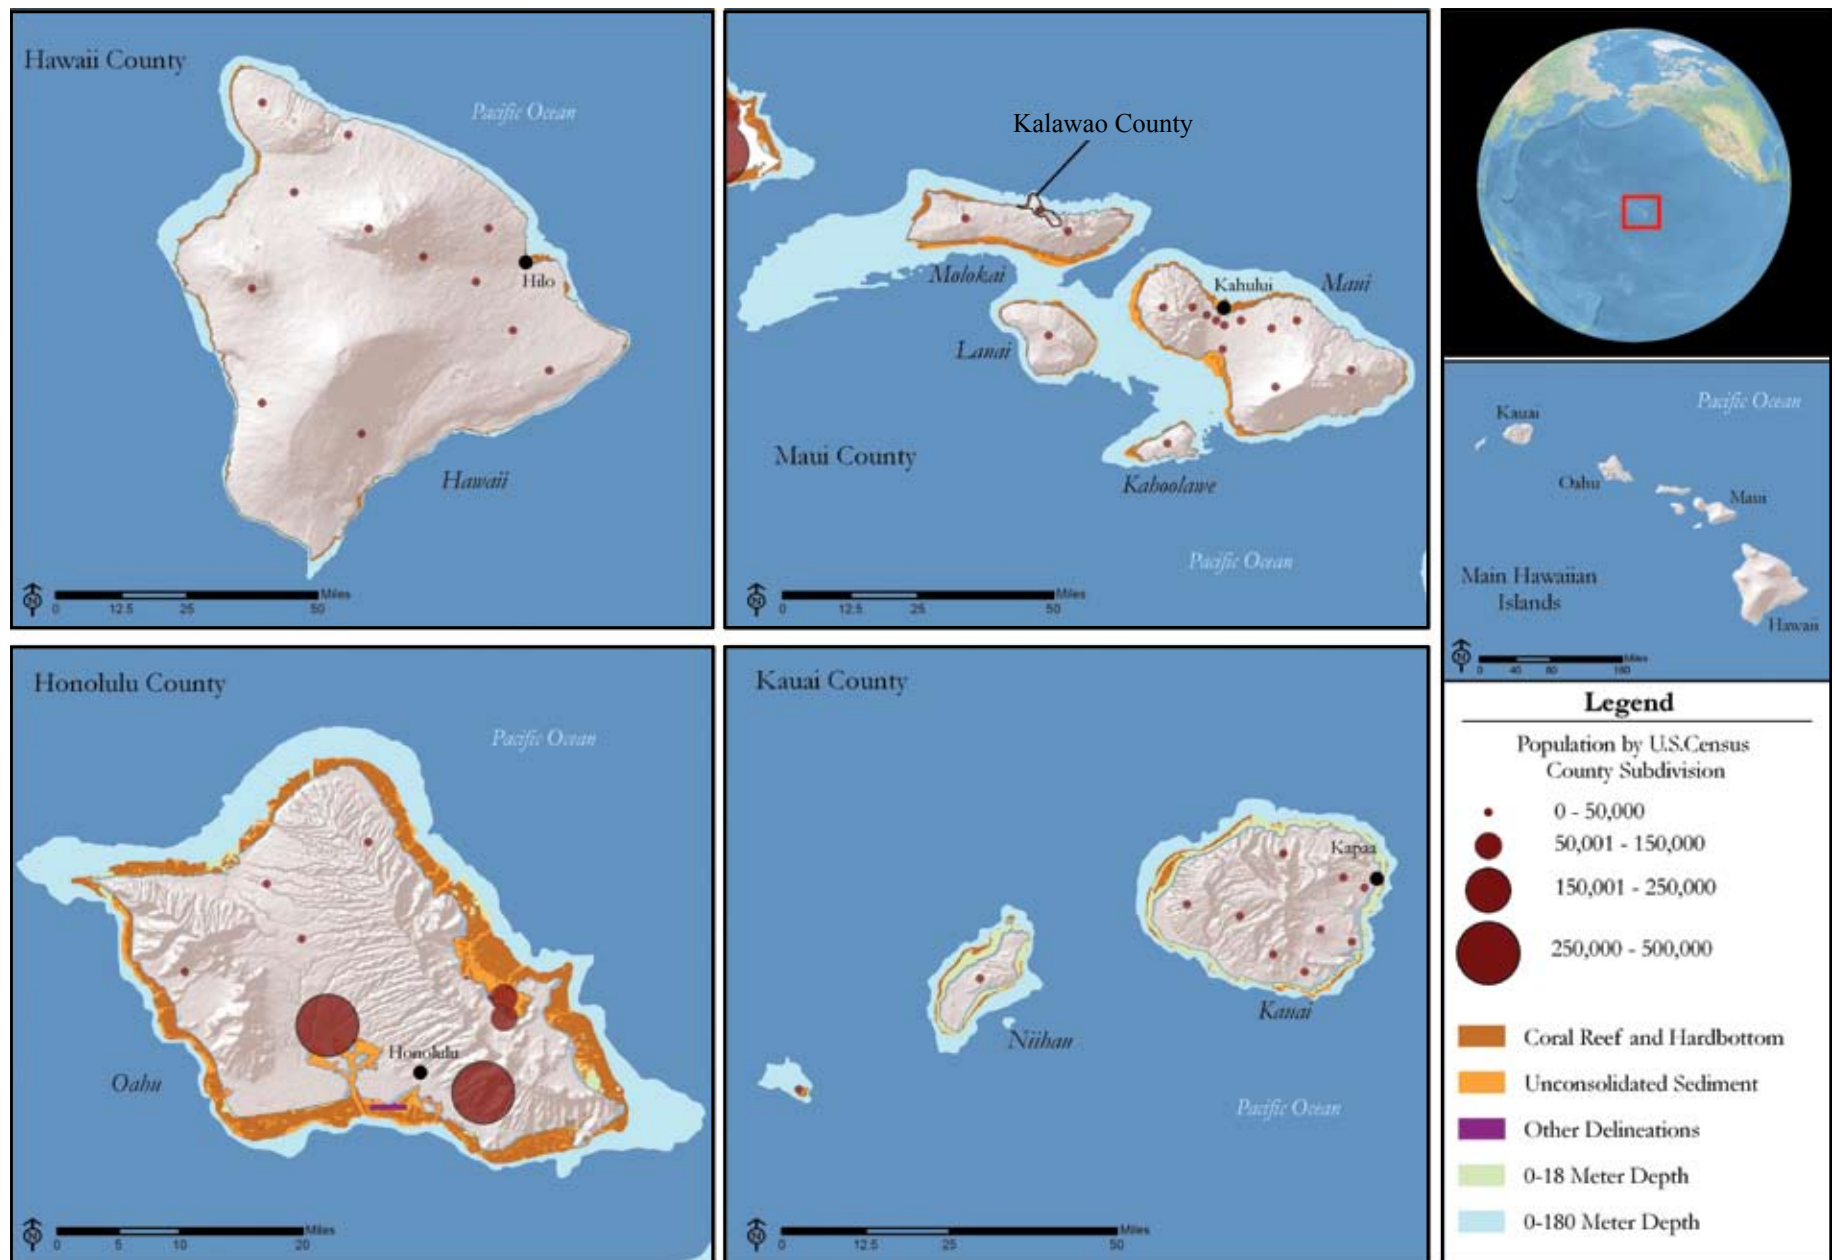 Hawaii County
Pacific Ocean
Hilo
Hawaii
N
0 12.5 25 50 Miles
Kalawao County
Molokai
Kahului
Maui
Lanai
Maui County
Kahoolawe
Pacific Ocean
N
0 12.5 25 50
Pacific Ocean
Kauai
Oahu
Maui
Main Hawaiian
Islands
Hawaii
N
0 40 80 160 Miles
Honolulu County
Pacific Ocean
Honolulu
Oahu
N
0 5 10 20 Miles
Kauai County
Kapaa
Kauai
Niihau
Pacific Ocean
N
0 12.5 25 50
Legend
Population by U.S.Census
County Subdivision
0 - 50,000
50,001 - 150,000
150,001 - 250,000
250,000 - 500,000
Coral Reef and Hardbottom
Unconsolidated Sediment
Other Delineations
0-18 Meter Depth
0-180 Meter Depth